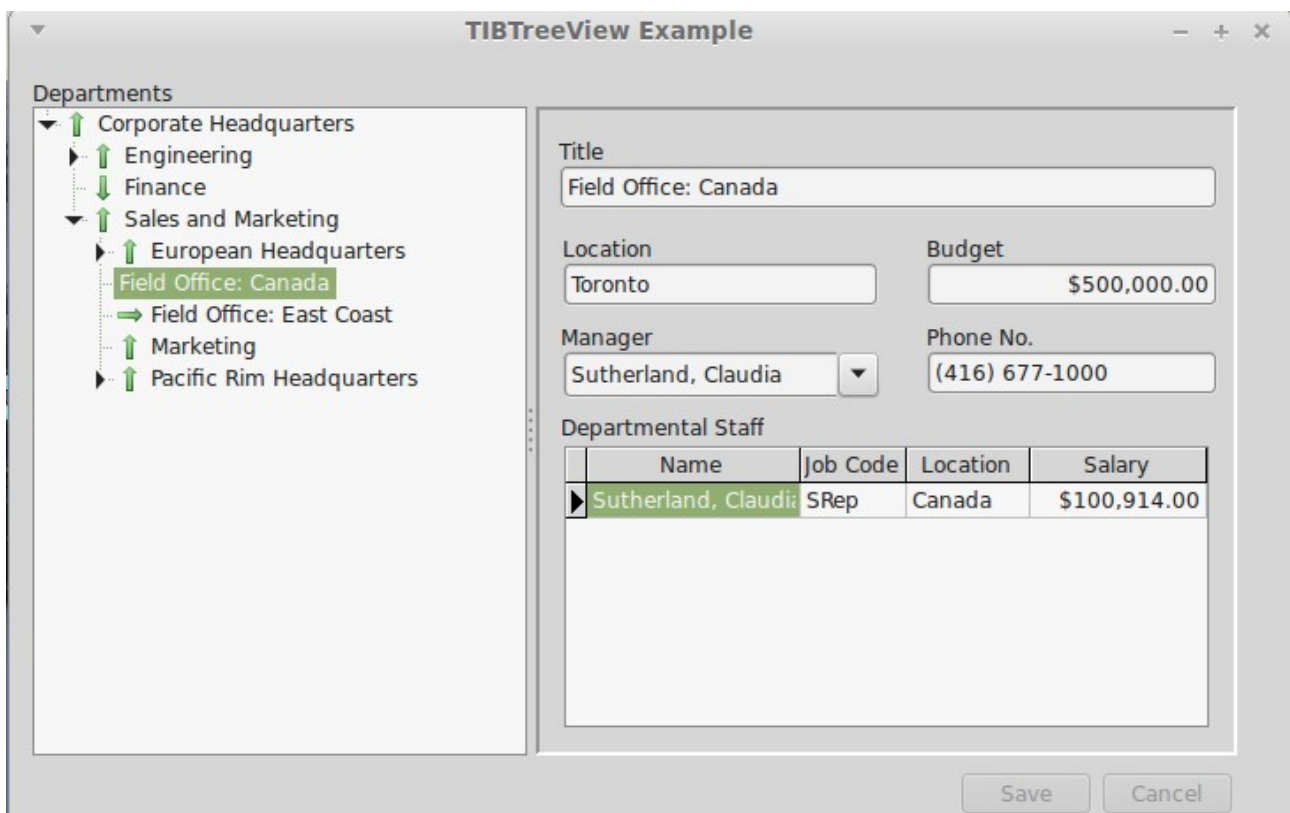 TIBTreeView Example
Departments
Corporate Headquarters
Engineering
Finance
Sales and Marketing
European Headquarters
Field Office: Canada
Field Office: East Coast
Marketing
Pacific Rim Headquarters
Title
Field Office: Canada
Location Budget
Toronto $500,000.00
Manager Phone No.
Sutherland, Claudia (416) 677-1000
Departmental Staff
Name Job Code Location Salary
Sutherland, Claudia SRep Canada $100,914.00
Save Cancel